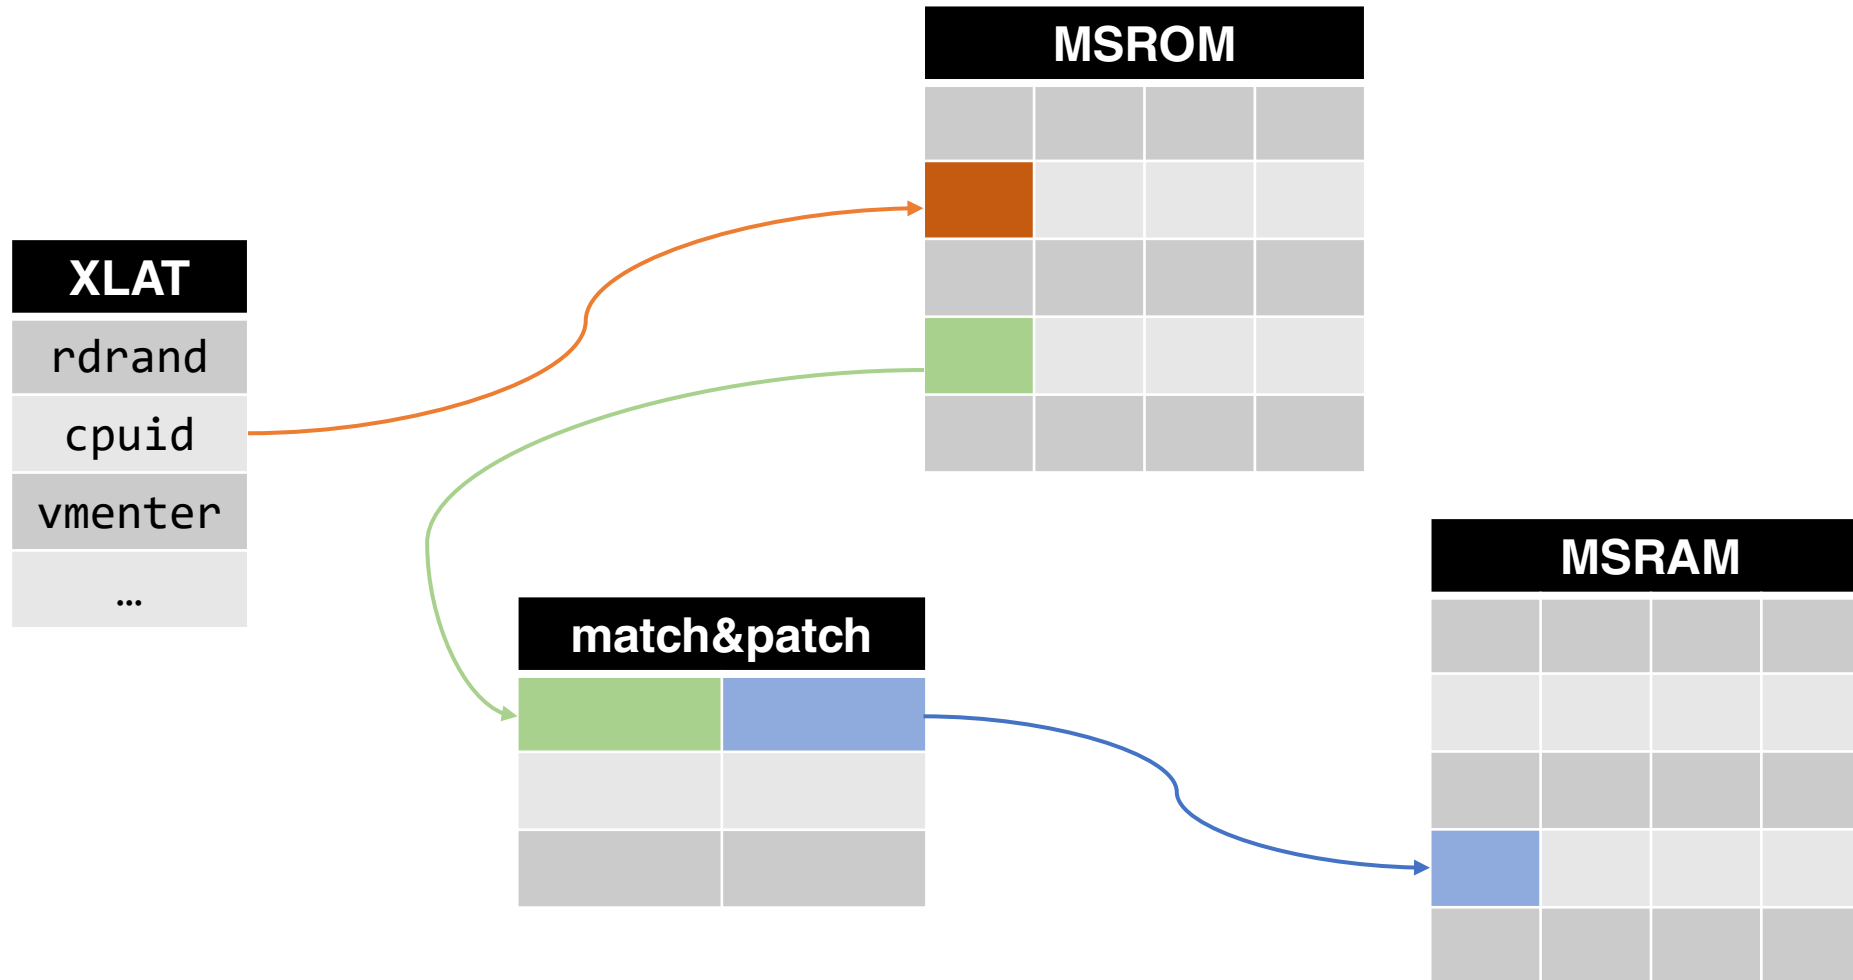 MSROM
XLAT
rdrand
cpuid
vmenter
…
match&patch
MSRAM